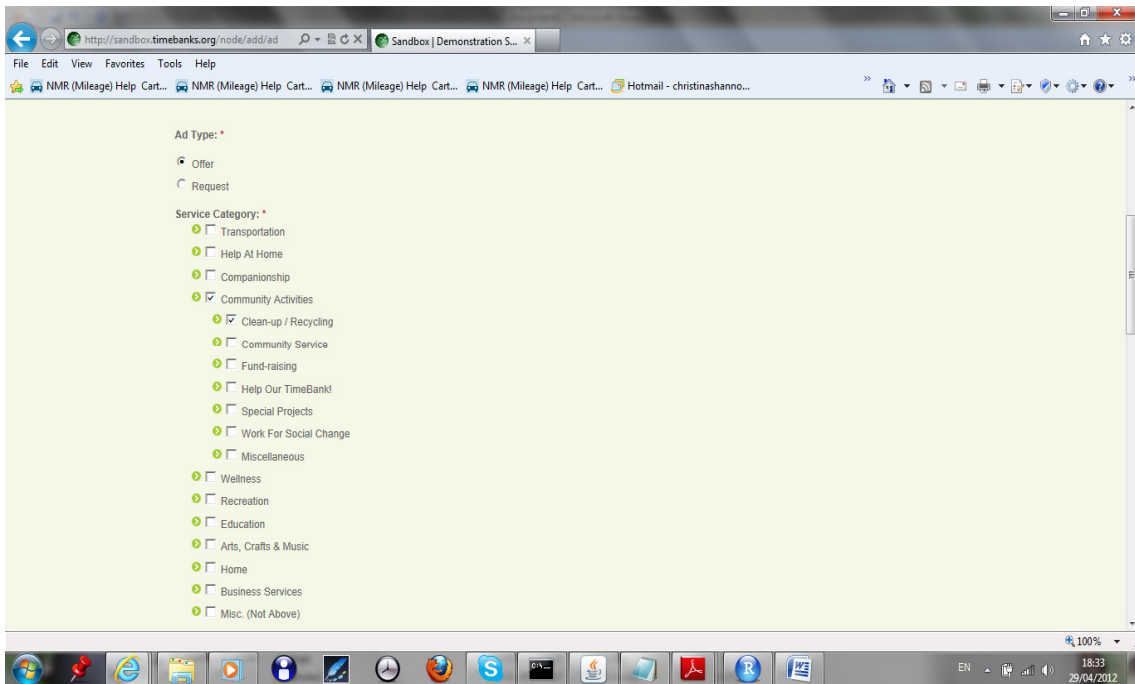 http://sandbox.timebanks.org/node/add/ad
Sandbox | Demonstration S...
File Edit View Favorites Tools Help
NMR (Mileage) Help Cart... NMR (Mileage) Help Cart... NMR (Mileage) Help Cart... NMR (Mileage) Help Cart... Hotmail - christinashanno...
Ad Type: *
Offer
Request
Service Category: *
Transportation
Help At Home
Companionship
Community Activities
Clean-up / Recycling
Community Service
Fund-raising
Help Our TimeBank!
Special Projects
Work For Social Change
Miscellaneous
Wellness
Recreation
Education
Arts, Crafts & Music
Home
Business Services
Misc. (Not Above)
100%
EN
18:33
29/04/2012